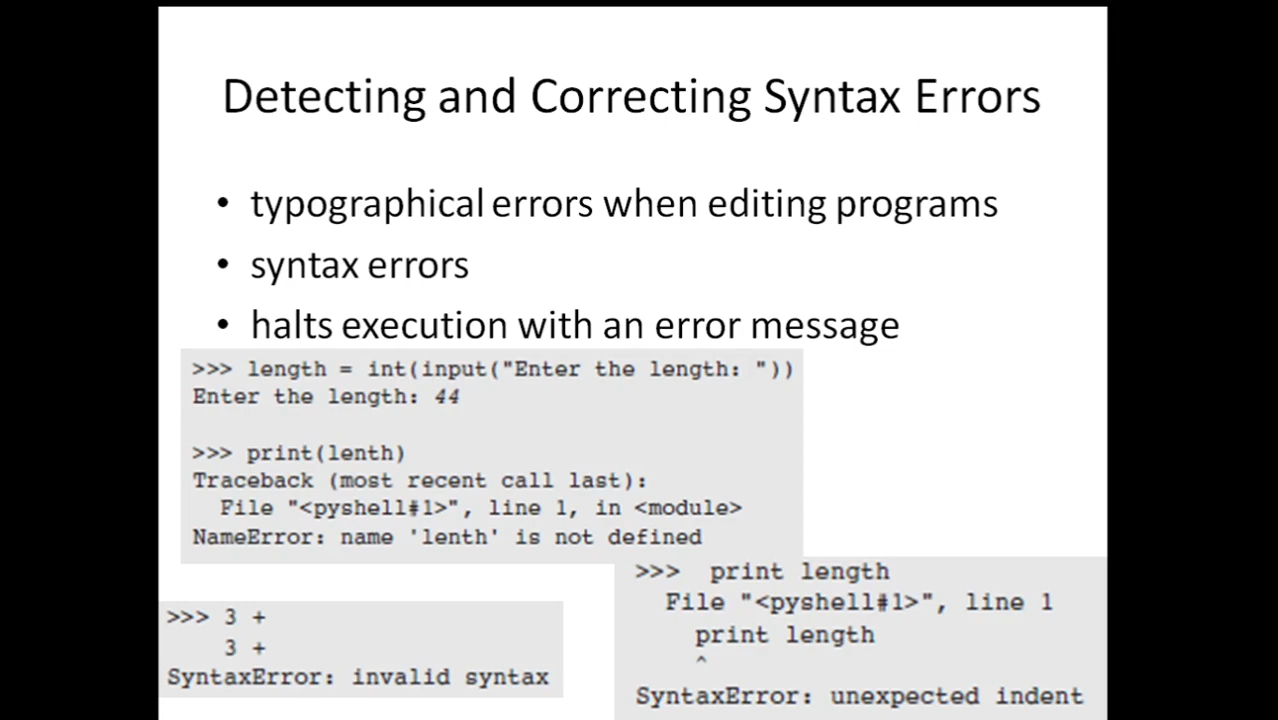 Detecting and Correcting Syntax Errors
• typographical errors when editing programs
• syntax errors
• halts execution with an error message
>>> length = int(input("Enter the length: "))
Enter the length: 44
>>> print(lenth)
Traceback (most recent call last):
  File "<pyshell#1>", line 1, in <module>
NameError: name 'lenth' is not defined
>>> 3 +
    3 +
SyntaxError: invalid syntax
>>>  print length
  File "<pyshell#1>", line 1
    print length
    ^
SyntaxError: unexpected indent